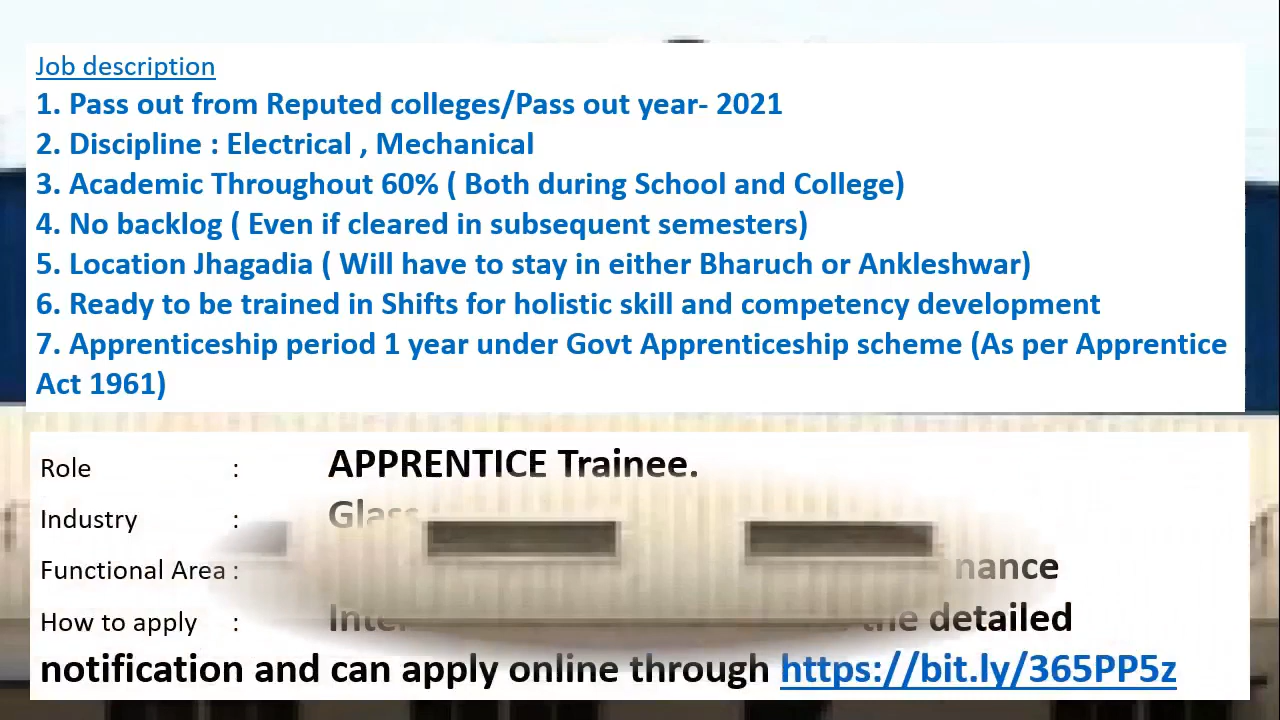 Job description
1. Pass out from Reputed colleges/Pass out year- 2021
2. Discipline : Electrical , Mechanical
3. Academic Throughout 60% ( Both during School and College)
4. No backlog ( Even if cleared in subsequent semesters)
5. Location Jhagadia ( Will have to stay in either Bharuch or Ankleshwar)
6. Ready to be trained in Shifts for holistic skill and competency development
7. Apprenticeship period 1 year under Govt Apprenticeship scheme (As per Apprentice
Act 1961)
Role : APPRENTICE Trainee.
Industry : Glass
Functional Area :
How to apply : the detailed
notification and can apply online through https://bit.ly/365PP5z